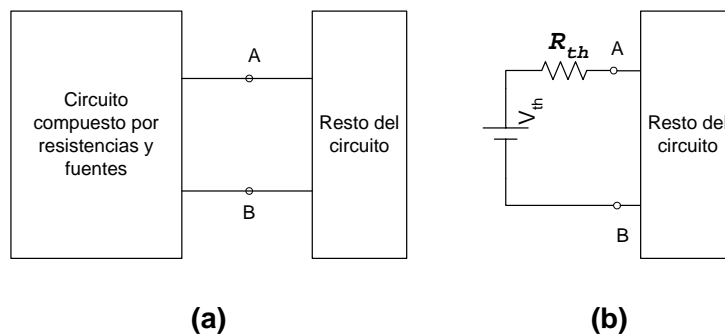 Circuito
compuesto por
resistencias y
fuentes
A
B
Resto del
circuito
(a)
R_th
A
V_th
B
Resto del
circuito
(b)